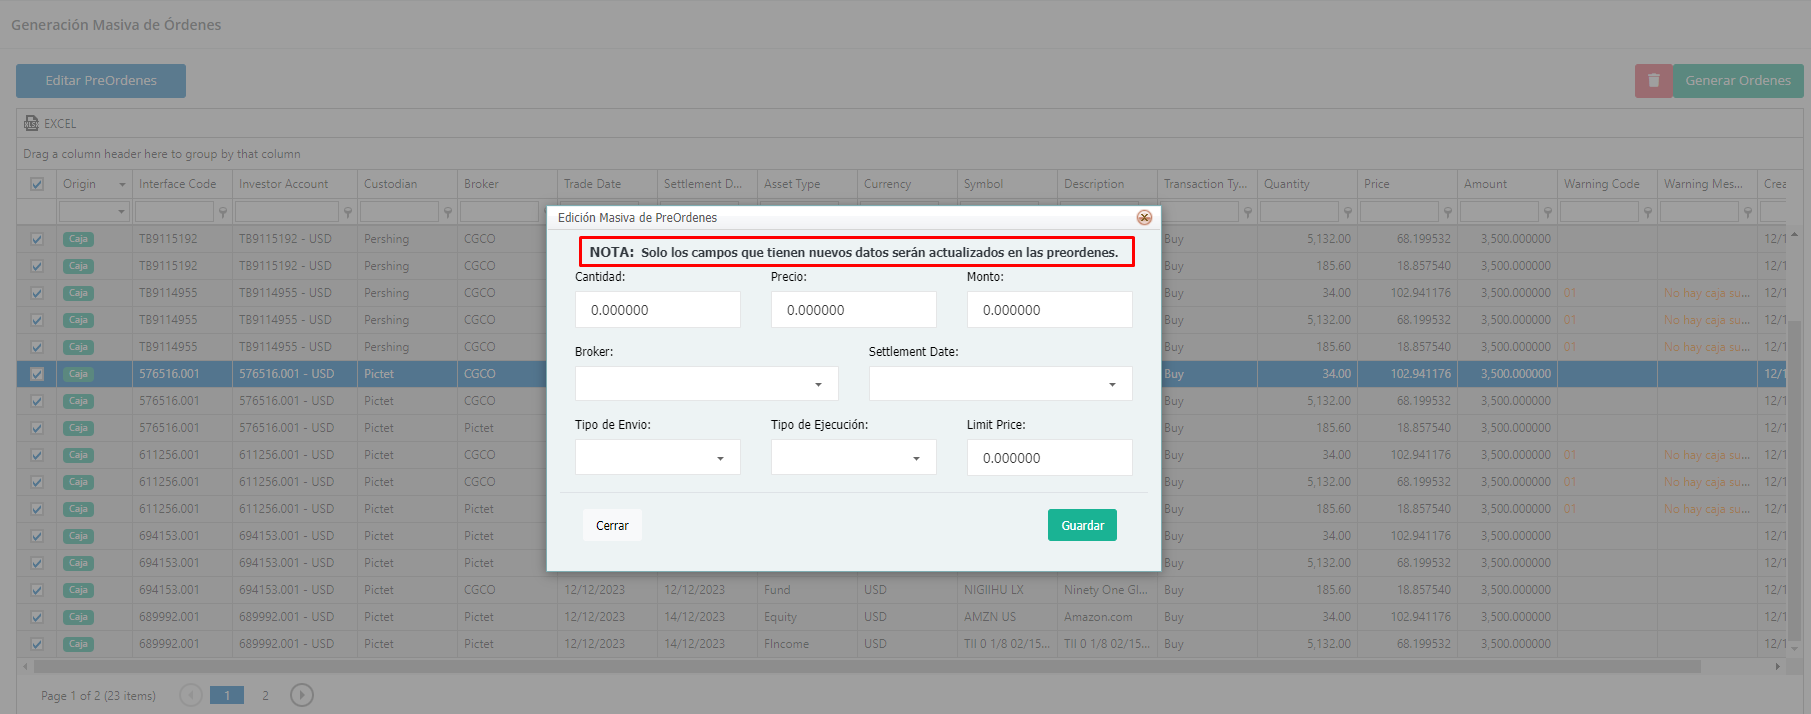 Generación Masiva de Órdenes
Editar PreOrdenes
Generar Ordenes
EXCEL
Drag a column header here to group by that column
Origin Interface Code Investor Account Custodian Broker Trade Date Settlement D... Asset Type Currency Symbol Description Transaction Ty... Quantity Price Amount Warning Code Warning Mes... Crea
Edición Masiva de PreOrdenes
NOTA: Solo los campos que tienen nuevos datos serán actualizados en las preordenes.
Cantidad: Precio: Monto:
0.000000 0.000000 0.000000
Broker: Settlement Date:
Tipo de Envio: Tipo de Ejecución: Limit Price:
0.000000
Cerrar Guardar
Caja TB9115192 TB9115192 - USD Pershing CGCO Buy 5,132.00 68.199532 3,500.000000 12/1
Caja TB9115192 TB9115192 - USD Pershing CGCO Buy 185.60 18.857540 3,500.000000 12/1
Caja TB9114955 TB9114955 - USD Pershing CGCO Buy 34.00 102.941176 3,500.000000 01 No hay caja su... 12/1
Caja TB9114955 TB9114955 - USD Pershing CGCO Buy 5,132.00 68.199532 3,500.000000 01 No hay caja su... 12/1
Caja TB9114955 TB9114955 - USD Pershing CGCO Buy 185.60 18.857540 3,500.000000 01 No hay caja su... 12/1
Caja 576516.001 576516.001 - USD Pictet CGCO Buy 34.00 102.941176 3,500.000000 12/1
Caja 576516.001 576516.001 - USD Pictet CGCO Buy 5,132.00 68.199532 3,500.000000 12/1
Caja 576516.001 576516.001 - USD Pictet Pictet Buy 185.60 18.857540 3,500.000000 12/1
Caja 611256.001 611256.001 - USD Pictet CGCO Buy 34.00 102.941176 3,500.000000 01 No hay caja su... 12/1
Caja 611256.001 611256.001 - USD Pictet CGCO Buy 5,132.00 68.199532 3,500.000000 01 No hay caja su... 12/1
Caja 611256.001 611256.001 - USD Pictet CGCO Buy 185.60 18.857540 3,500.000000 01 No hay caja su... 12/1
Caja 694153.001 694153.001 - USD Pictet Pictet Buy 34.00 102.941176 3,500.000000 12/1
Caja 694153.001 694153.001 - USD Pictet Pictet Buy 5,132.00 68.199532 3,500.000000 12/1
Caja 694153.001 694153.001 - USD Pictet CGCO 12/12/2023 12/12/2023 Fund USD NIGIIHU LX Ninety One Gl... Buy 185.60 18.857540 3,500.000000 12/1
Caja 689992.001 689992.001 - USD Pictet Pictet 12/12/2023 14/12/2023 Equity USD AMZN US Amazon.com Buy 34.00 102.941176 3,500.000000 12/1
Caja 689992.001 689992.001 - USD Pictet Pictet 12/12/2023 14/12/2023 FIncome USD TII 0 1/8 02/15... TII 0 1/8 02/15... Buy 5,132.00 68.199532 3,500.000000 12/1
Page 1 of 2 (23 items) 1 2